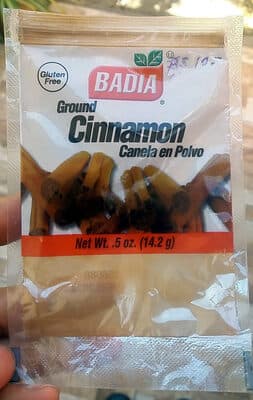 Gluten
Free
BADIA
®
Ground
Cinnamon
Canela en Polvo
Net Wt. .5 oz. (14.2 g)